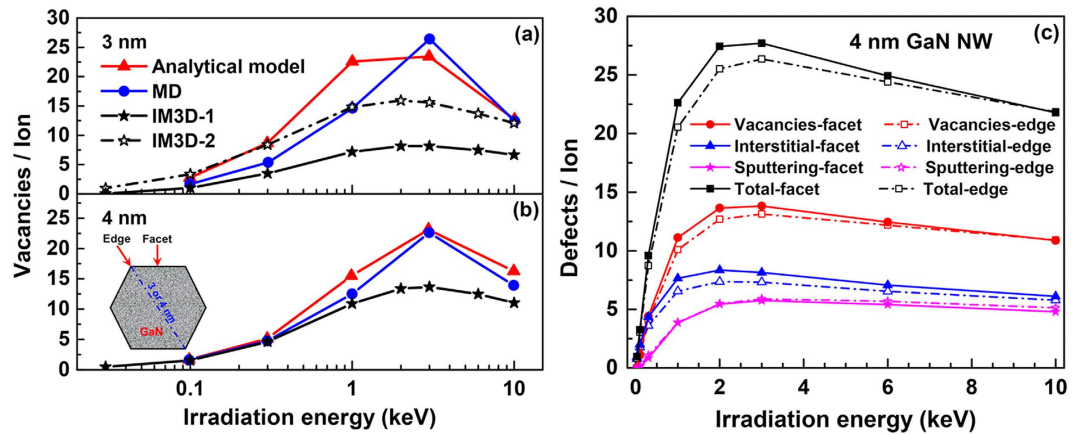 3 nm
(a)
Analytical model
MD
IM3D-1
IM3D-2
30
25
20
15
10
5
0
4 nm
(b)
Edge Facet
3 or 4 nm
GaN
25
20
15
10
5
0
Vacancies / Ion
0.1 1 10
Irradiation energy (keV)
4 nm GaN NW (c)
Vacancies-facet Vacancies-edge
Interstitial-facet Interstitial-edge
Sputtering-facet Sputtering-edge
Total-facet Total-edge
30
25
20
15
10
5
0
Defects / Ion
0 2 4 6 8 10
Irradiation energy (keV)